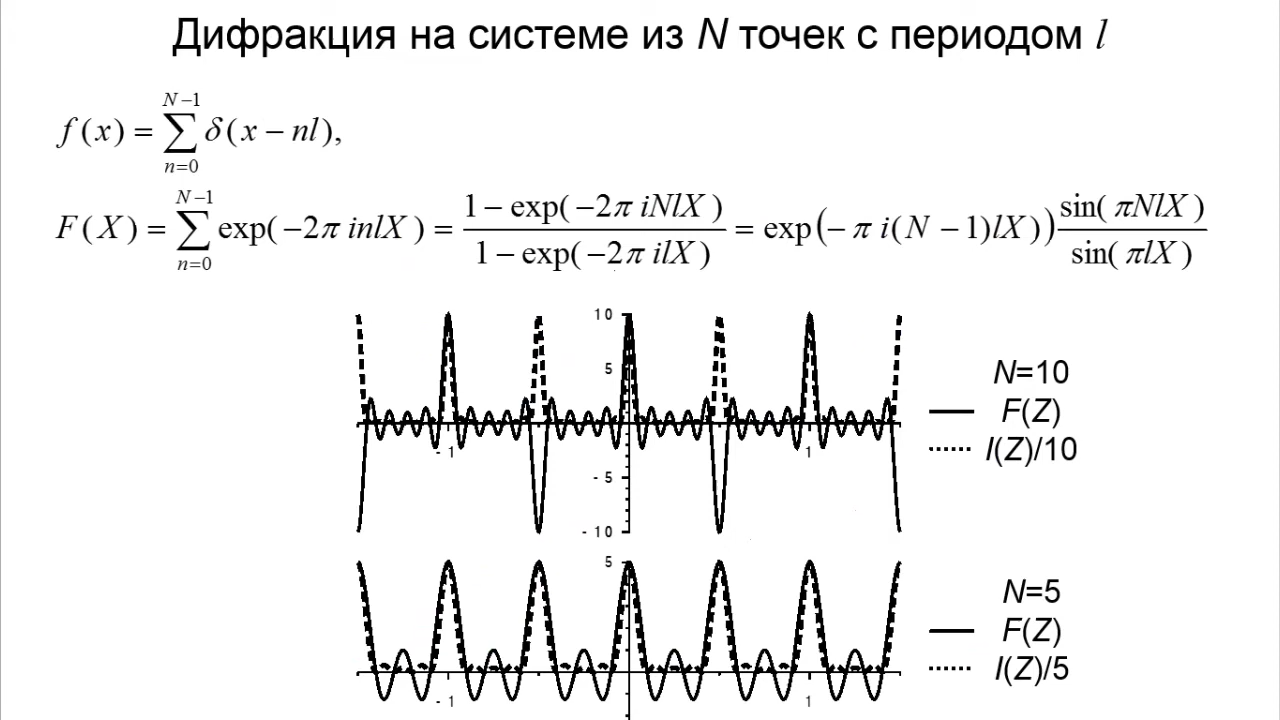 Дифракция на системе из N точек с периодом l
f(x) = ∑_{n=0}^{N−1} δ(x − nl),
F(X) = ∑_{n=0}^{N−1} exp(−2π inlX) = (1 − exp(−2π iNlX)) / (1 − exp(−2π ilX)) = exp(− π i(N − 1)lX)) sin(πNlX) / sin(πlX)
10
5
-1
1
-5
-10
N=10
F(Z)
I(Z)/10
5
-1
1
N=5
F(Z)
I(Z)/5